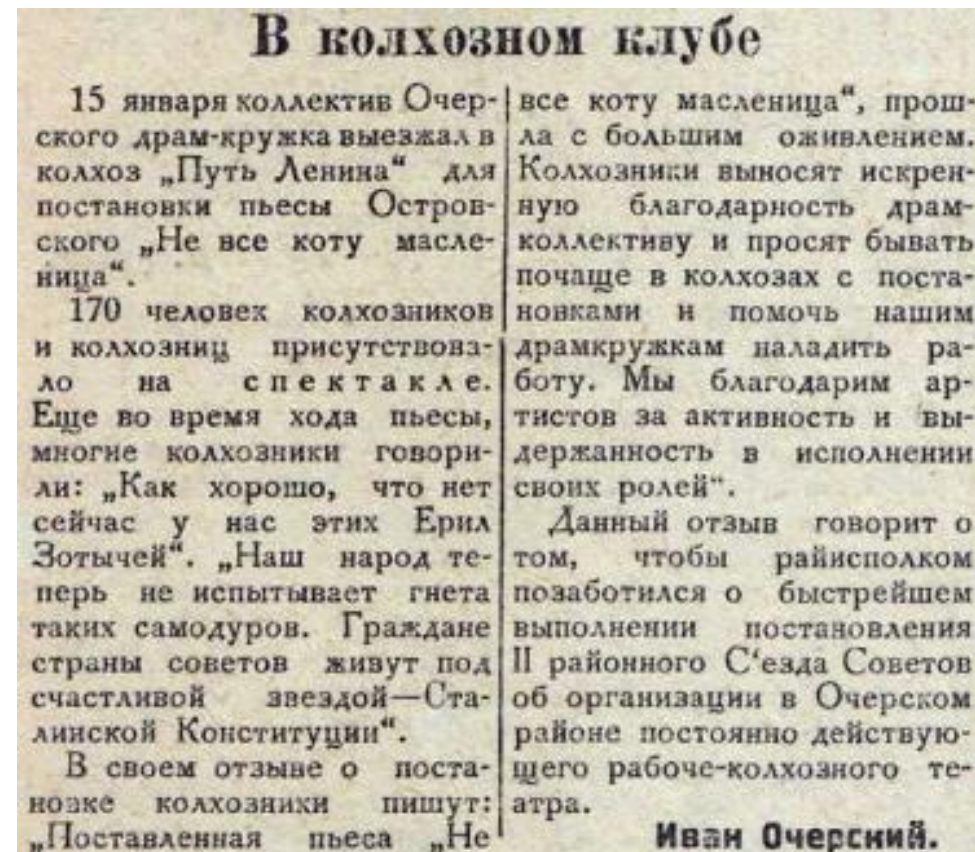 В колхозном клубе
15 января коллектив Очер-
ского драм-кружка выезжал в
колхоз „Путь Ленина“ для
постановки пьесы Остров-
ского „Не все коту масле-
ница“.
170 человек колхозников
и колхозниц присутствова-
ло на спектакле.
Еще во время хода пьесы,
многие колхозники говори-
ли: „Как хорошо, что нет
сейчас у нас этих Ерил
Зотычей“. „Наш народ те-
перь не испытывает гнета
таких самодуров. Граждане
страны советов живут под
счастливой звездой—Ста-
линской Конституции“.
В своем отзыве о поста-
новке колхозники пишут:
„Поставленная пьеса „Не
все коту масленица“, прош-
ла с большим оживлением.
Колхозники выносят искрен-
ную благодарность драм-
коллективу и просят бывать
почаще в колхозах с поста-
новками и помочь нашим
драмкружкам наладить ра-
боту. Мы благодарим ар-
тистов за активность и вы-
держанность в исполнении
своих ролей“.
Данный отзыв говорит о
том, чтобы райисполком
позаботился о быстрейшем
выполнении постановления
II районного С‘езда Советов
об организации в Очерском
районе постоянно действую-
щего рабоче-колхозного те-
атра.
Иван Очерский.